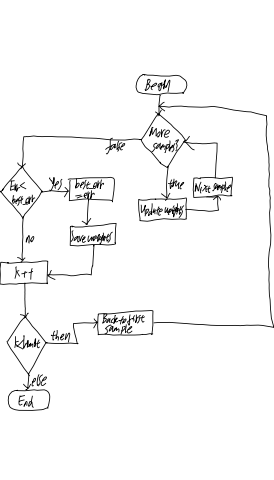 Begin
More
samples?
false
true
Update weights
Next sample
Err<
best_err
Yes
best_err
=err
Save weights
no
k++
k<limit
then
Back to first
sample
else
End